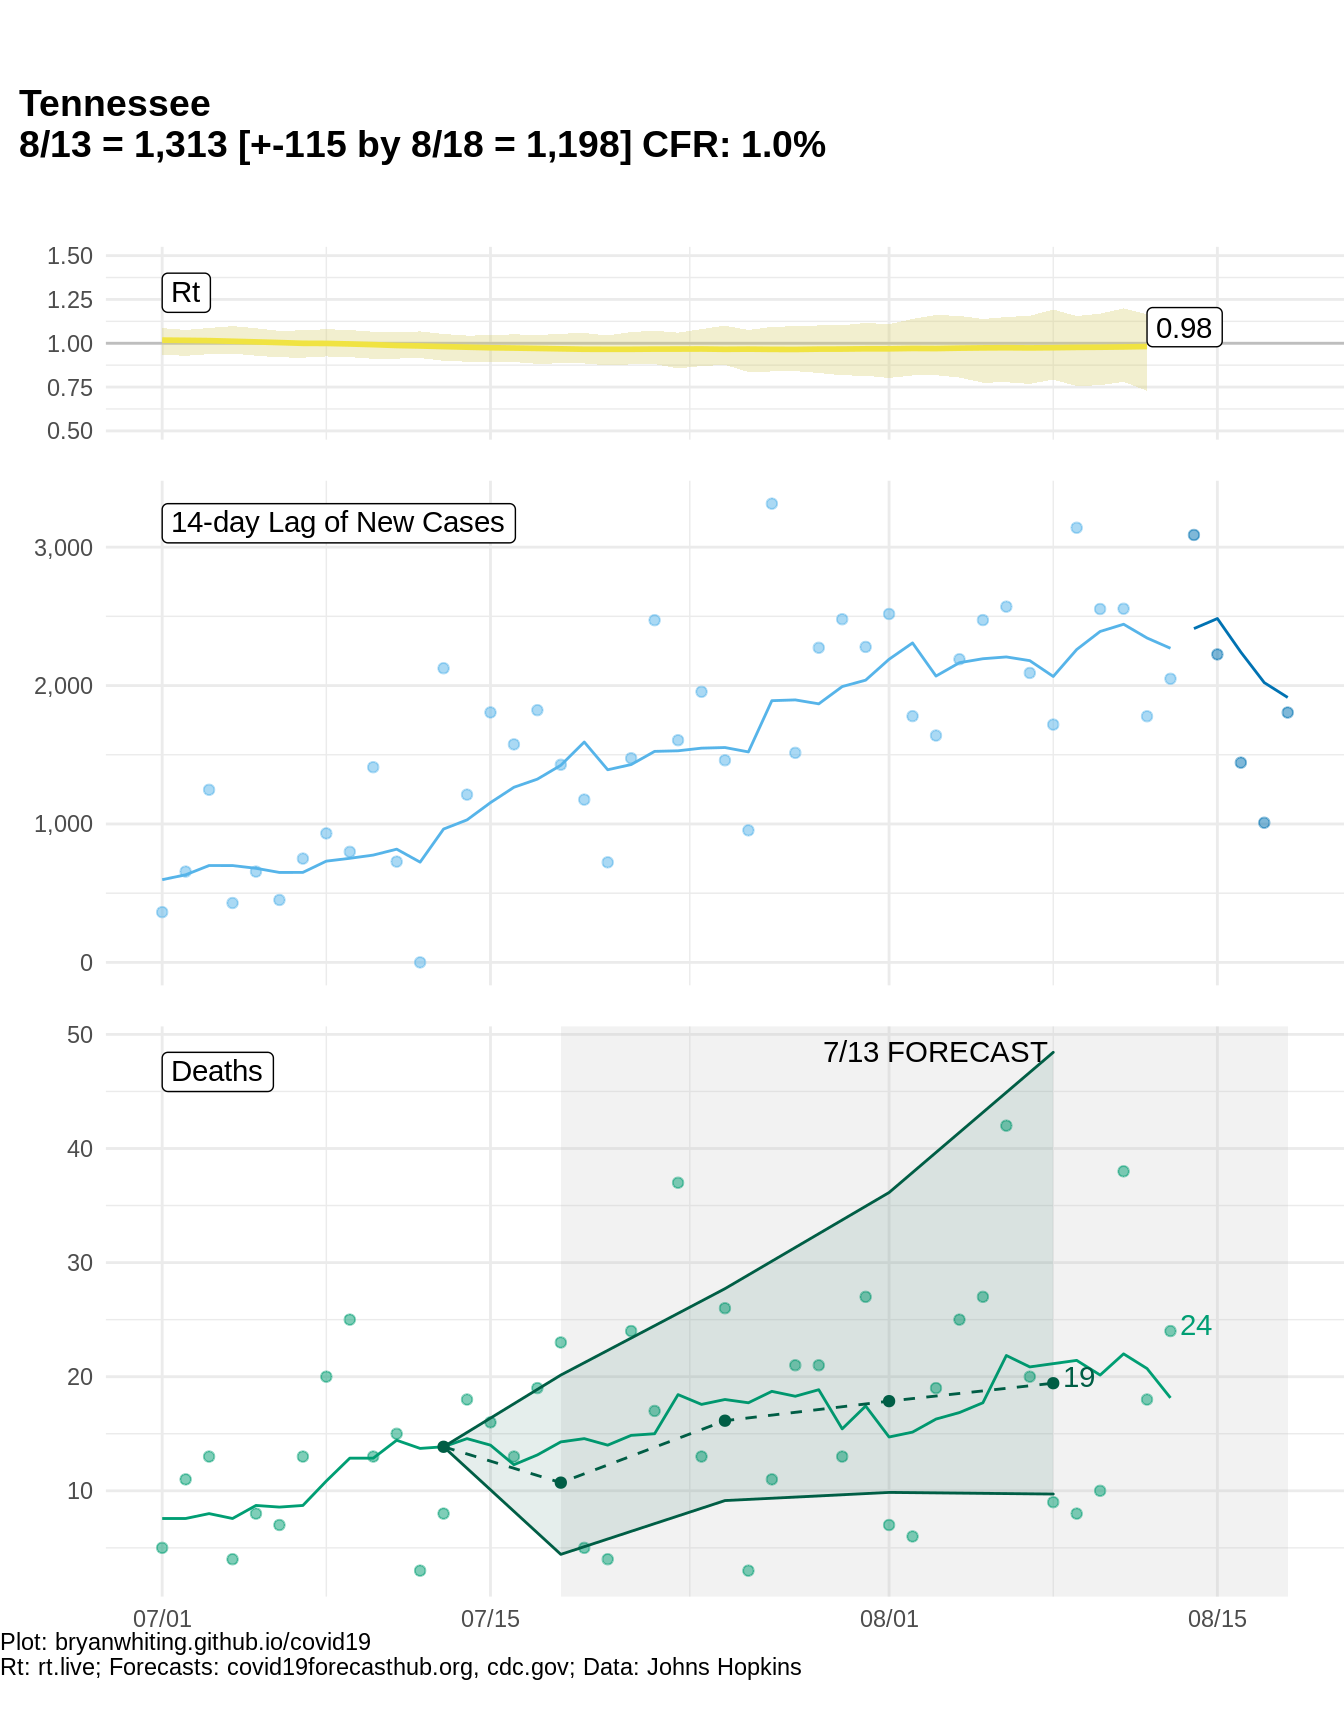 Tennessee
8/13 = 1,313 [+-115 by 8/18 = 1,198] CFR: 1.0%
1.50
1.25
1.00
0.75
0.50
Rt
0.98
14-day Lag of New Cases
3,000
2,000
1,000
0
50
40
30
20
10
Deaths
7/13 FORECAST
24
19
07/01
07/15
08/01
08/15
Plot: bryanwhiting.github.io/covid19
Rt: rt.live; Forecasts: covid19forecasthub.org, cdc.gov; Data: Johns Hopkins